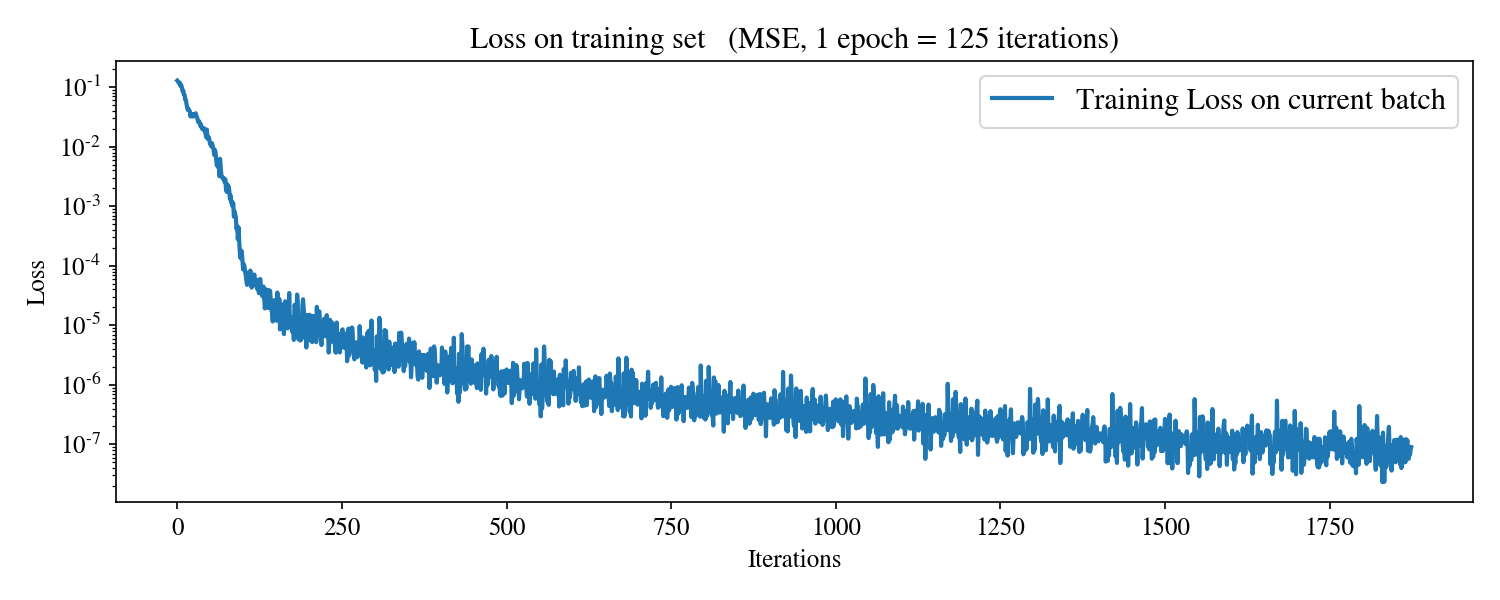 Loss on training set (MSE, 1 epoch = 125 iterations)
Training Loss on current batch
Loss
10^-1
10^-2
10^-3
10^-4
10^-5
10^-6
10^-7
0 250 500 750 1000 1250 1500 1750
Iterations